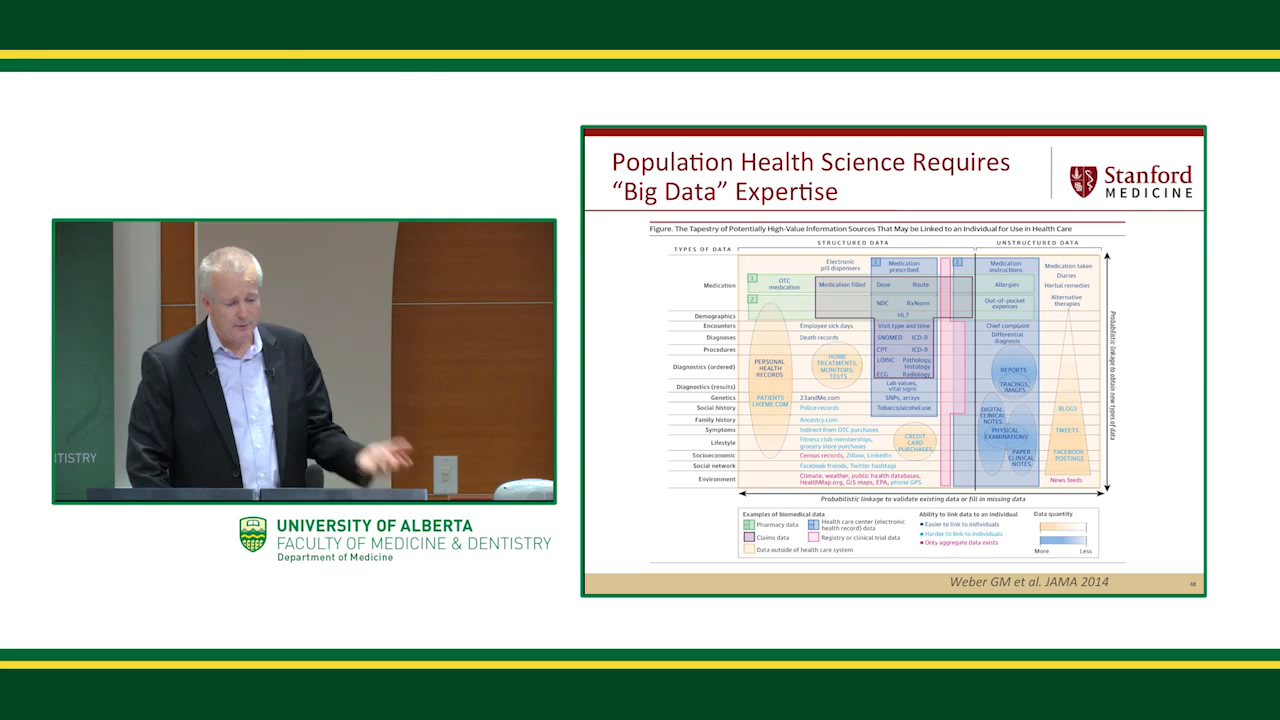 Population Health Science Requires
“Big Data” Expertise
Stanford
MEDICINE
Figure. The Tapestry of Potentially High-Value Information Sources That May be Linked to an Individual for Use in Health Care
TYPES OF DATA
STRUCTURED DATA
UNSTRUCTURED DATA
Medication
Electronic
pill dispensers
1
Medication
prescribed
2
Medication
instructions
Medication taken
Diaries
1
OTC
medication
Medication filled
Dose
Route
Allergies
Herbal remedies
2
NDC
RxNorm
Out-of-pocket
expenses
Alternative
therapies
HL7
Demographics
Encounters
Employee sick days
Visit type and time
Chief complaint
Diagnoses
Death records
SNOMED
ICD-9
Differential
diagnosis
Procedures
CPT
ICD-9
Diagnostics (ordered)
PERSONAL
HEALTH
RECORDS
HOME
TREATMENTS,
MONITORS,
TESTS
LOINC
Pathology,
histology
ECG
Radiology
REPORTS
TRACINGS,
IMAGES
Diagnostics (results)
Lab values,
vital signs
Genetics
PATIENTS
LIKEME.COM
23andMe.com
SNPs, arrays
Social history
Police records
Tobacco/alcohol use
DIGITAL
CLINICAL
NOTES
BLOGS
Family history
Ancestry.com
Symptoms
Indirect from OTC purchases
PHYSICAL
EXAMINATIONS
TWEETS
Lifestyle
Fitness club memberships,
grocery store purchases
CREDIT
CARD
PURCHASES
Socioeconomic
Census records, Zillow, LinkedIn
PAPER
CLINICAL
NOTES
FACEBOOK
POSTINGS
Social network
Facebook friends, Twitter hashtags
Environment
Climate, weather, public health databases,
HealthMap.org, GIS maps, EPA, phone GPS
News feeds
Probabilistic linkage to obtain new types of data
Probabilistic linkage to validate existing data or fill in missing data
Examples of biomedical data
Pharmacy data
Health care center (electronic
health record) data
Claims data
Registry or clinical trial data
Data outside of health care system
Ability to link data to an individual
Easier to link to individuals
Harder to link to individuals
Only aggregate data exists
Data quantity
More
Less
Weber GM et al. JAMA 2014
48
TISTRY
UNIVERSITY OF ALBERTA
FACULTY OF MEDICINE & DENTISTRY
Department of Medicine